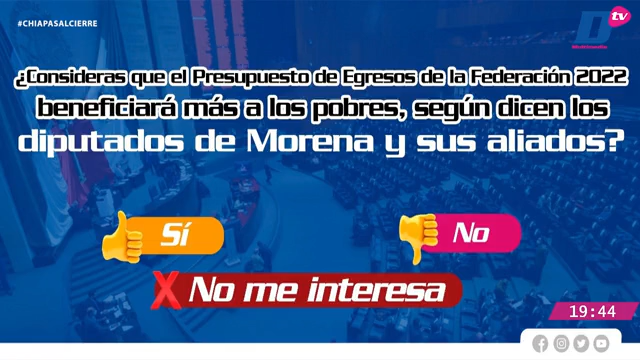 #CHIAPASALCIERRE
D tv
¿Consideras que el Presupuesto de Egresos de la Federación 2022
beneficiará más a los pobres, según dicen los
diputados de Morena y sus aliados?
Sí
No
X No me interesa
19:44